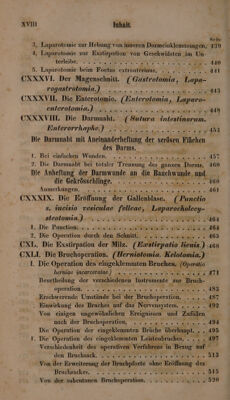 XVIII Inhalt.
Seite
3. Laparotomie zur Hebung von inneren Darmeinklemmungen. 439
4. Laparotomie zur Exstirpation von Geschwülsten im Unterleibe. 440
5. Laparotomie beim Foetus extrauterinus. 441
CXXXVI. Der Magenschnitt. (Gastrotomia, Laparogastrotomia.) 443
CXXXVII. Die Enterotomie. (Enterotomia, Laparoenterotomia.) 448
CXXXVIII. Die Darmnaht. (Sutura intestinorum. Enterorrhaphe.) 451
Die Darmnaht mit Aneinanderheftung der serösen Flächen des Darms.
1. Bei einfachen Wunden. 457
2. Die Darmnaht bei totaler Trennung des ganzen Darms. 460
Die Anheftung der Darmwunde an die Bauchwunde und die Gekrösschlinge. 460
Anmerkungen. 461
CXXXIX. Die Eröffnung der Gallenblase. (Punctio s. incisio vesiculae felleae, Laparocholecystotomia.) 464
1. Die Punction. 464
2. Die Operation durch den Schnitt. 465
CXL. Die Exstirpation der Milz. (Exstirpatio lienis.) 468
CXLI. Die Bruchoperation. (Herniotomia. Kelotomia.)
I. Die Operation des eingeklemmten Bruches. (Operatio herniae incarceratae.) 471
Beurtheilung der verschiedenen Instrumente zur Bruchoperation. 485
Erschwerende Umstände bei der Bruchoperation. 487
Einwirkung des Bruches auf das Nervensystem. 492
Von einigen ungewöhnlichen Ereignissen und Zufällen nach der Bruchoperation. 494
Die Operation der eingeklemmten Brüche überhaupt. 495
1. Die Operation des eingeklemmten Leistenbruches. 497
Verschiedenheit des operativen Verfahrens in Bezug auf den Bruchsack. 513
Von der Erweiterung der Bruchpforte ohne Eröffnung des Bruchsackes. 515
Von der subcutanen Bruchoperation. 520